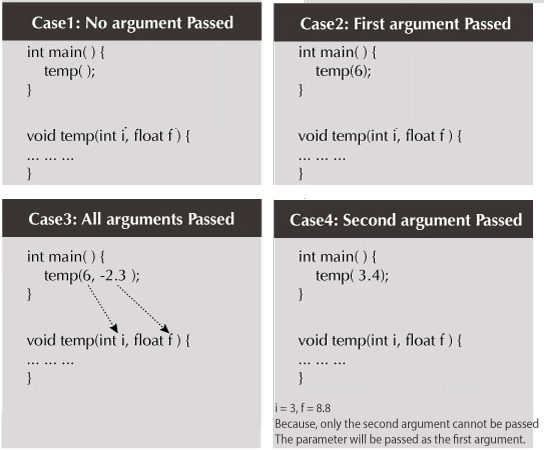 Case1: No argument Passed
int main( ) {
temp( );
}
void temp(int i, float f ) {
... ... ...
}
Case2: First argument Passed
int main( ) {
temp(6);
}
void temp(int i, float f ) {
... ... ...
}
Case3: All arguments Passed
int main( ) {
temp(6, -2.3 );
}
void temp(int i, float f ) {
... ... ...
}
Case4: Second argument Passed
int main( ) {
temp( 3.4);
}
void temp(int i, float f ) {
... ... ...
}
i = 3, f = 8.8
Because, only the second argument cannot be passed
The parameter will be passed as the first argument.